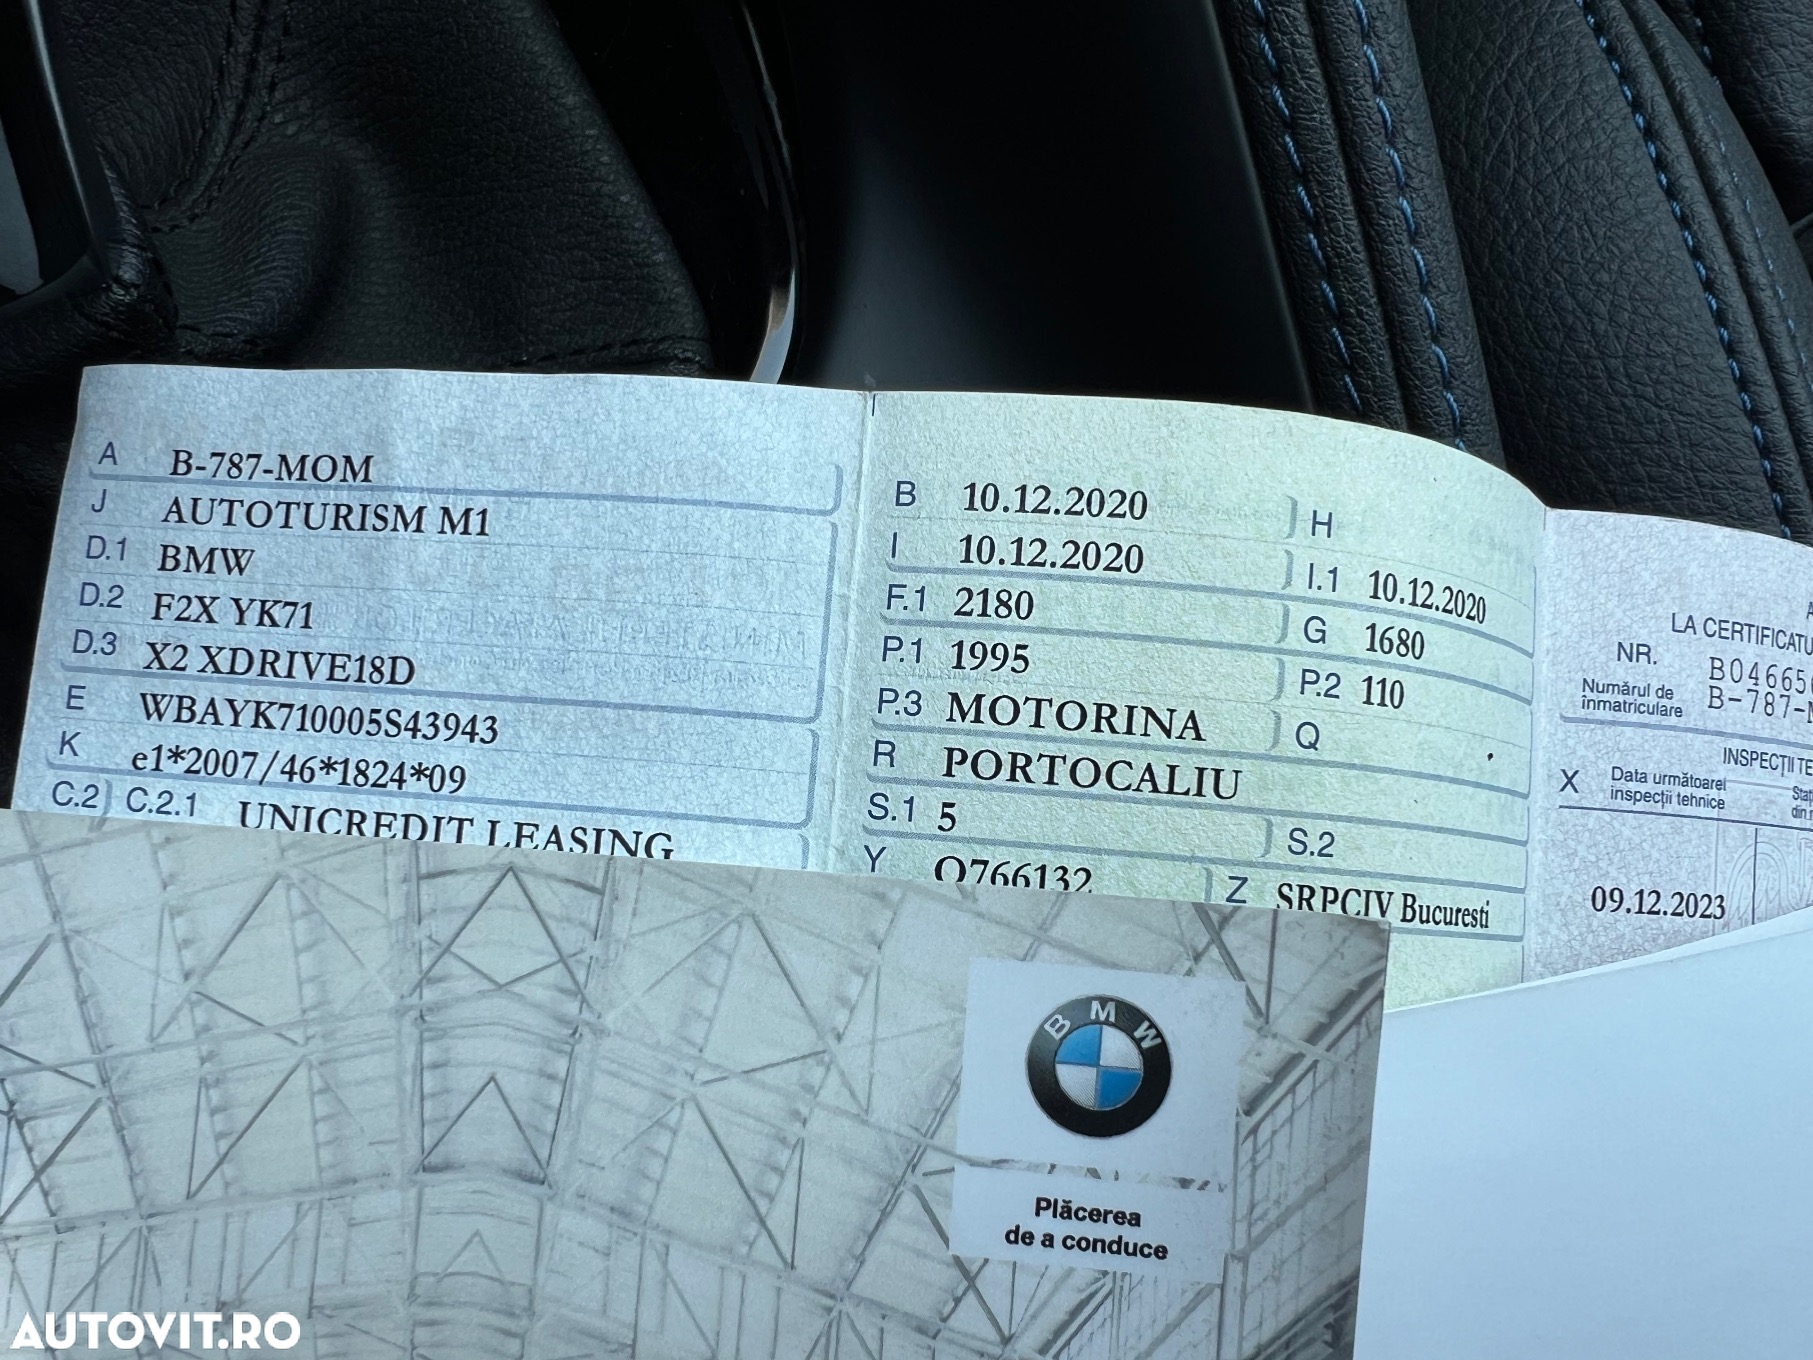 A B-787-MOM
J AUTOTURISM M1
D.1 BMW
D.2 F2X YK71
D.3 X2 XDRIVE18D
E WBAYK710005S43943
K e1*2007/46*1824*09
C.2 C.2.1 UNICREDIT LEASING
B 10.12.2020 H
I 10.12.2020 I.1 10.12.2020
F.1 2180 G 1680
P.1 1995 P.2 110
P.3 MOTORINA Q
R PORTOCALIU
S.1 5 S.2
Y O766132 Z SRPCIV Bucuresti
LA CERTIFICATU
NR. B04665
Numărul de înmatriculare B-787-
INSPECȚII TE
X Data următoarei
inspecții tehnice
09.12.2023
BMW
Plăcerea
de a conduce
AUTOVIT.RO